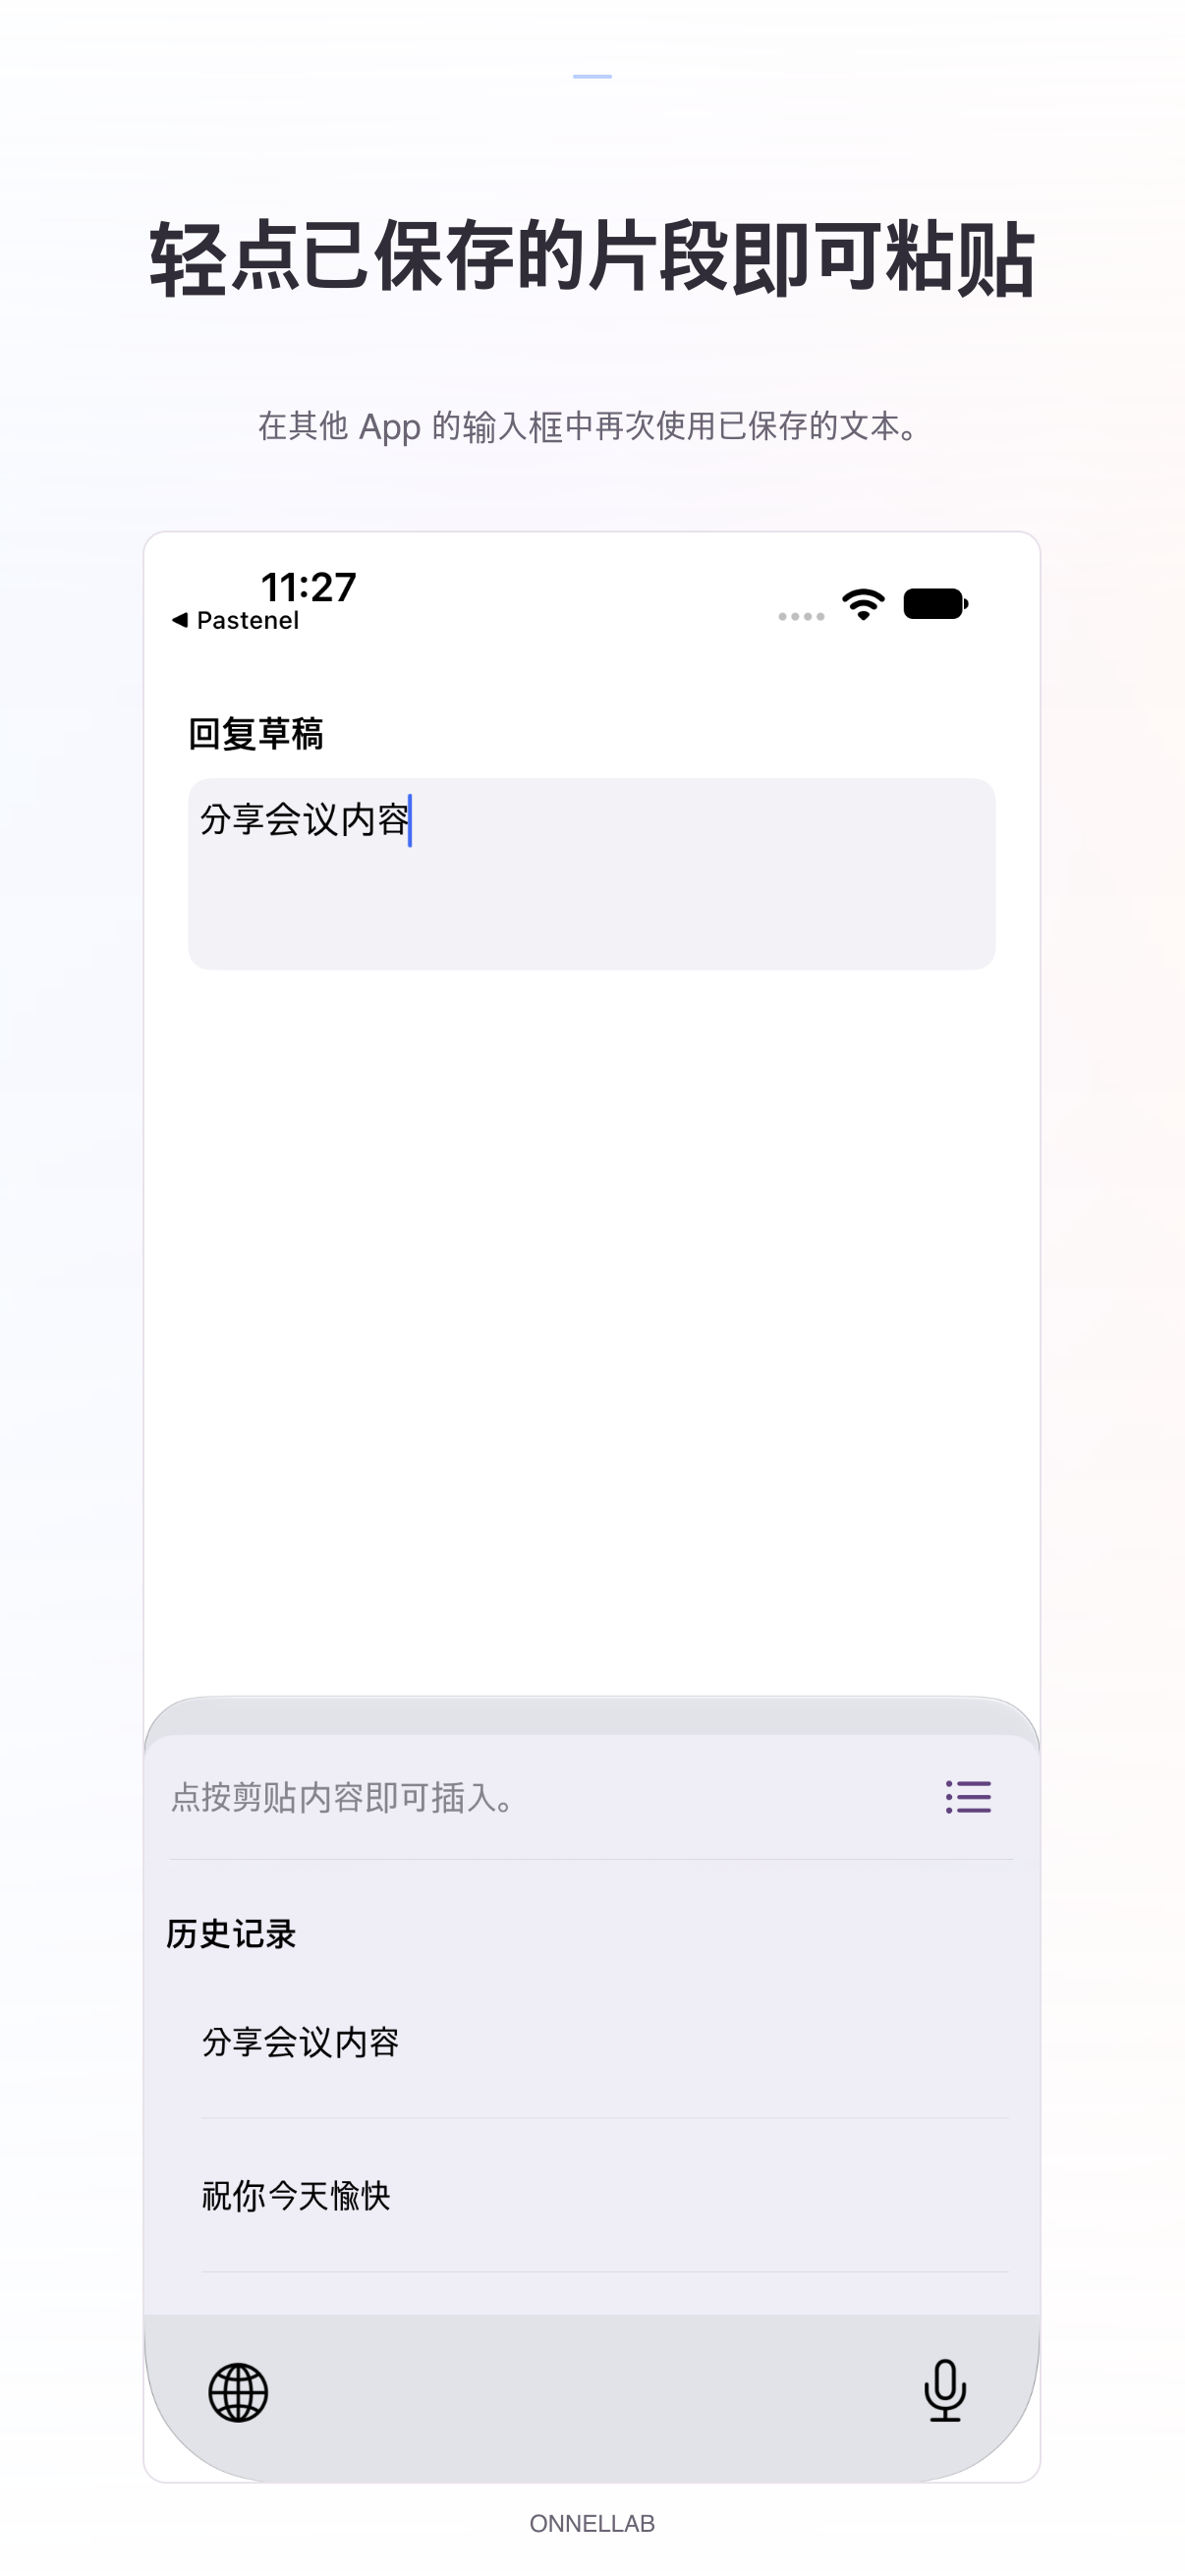 轻点已保存的片段即可粘贴
在其他 App 的输入框中再次使用已保存的文本。
11:27
◀ Pastenel
回复草稿
分享会议内容
点按剪贴内容即可插入。
历史记录
分享会议内容
祝你今天愉快
ONNELLAB